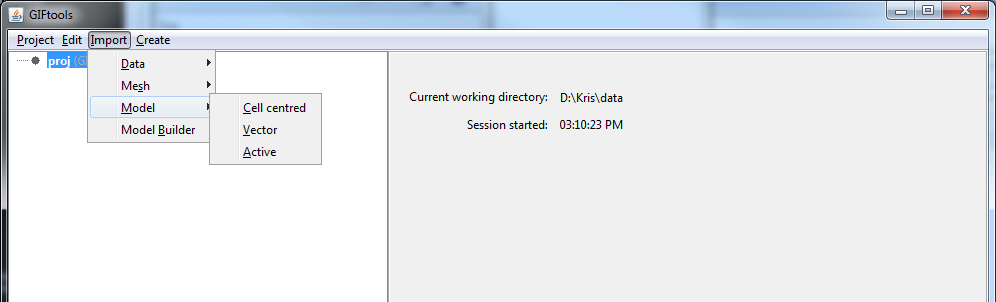 GIFtools
Project Edit Import Create
proj
Data
Mesh
Model
Model Builder
Cell centred
Vector
Active
Current working directory: D:\Kris\data
Session started: 03:10:23 PM